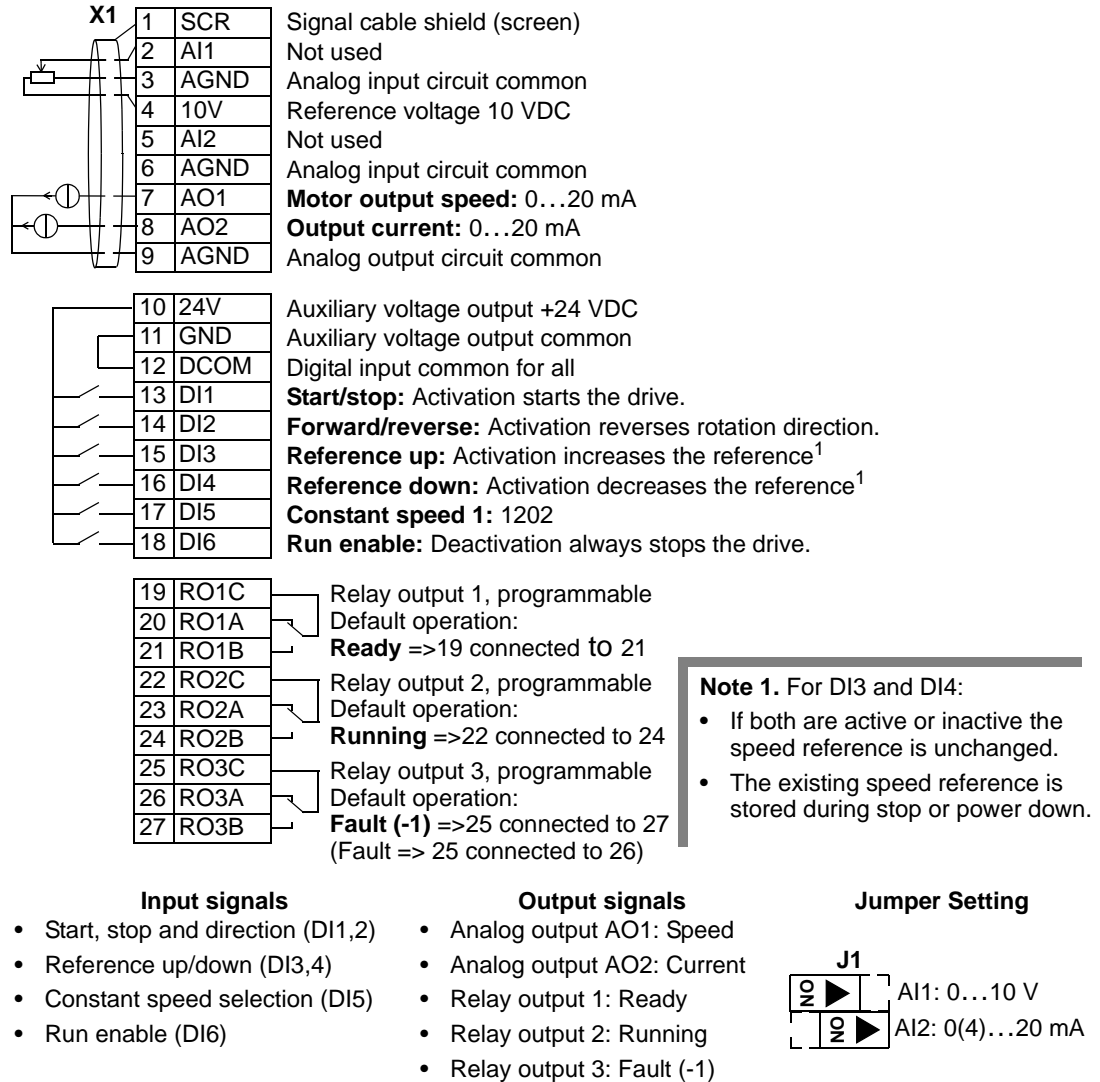 X1
1 SCR Signal cable shield (screen)
2 AI1 Not used
3 AGND Analog input circuit common
4 10V Reference voltage 10 VDC
5 AI2 Not used
6 AGND Analog input circuit common
7 AO1 Motor output speed: 0…20 mA
8 AO2 Output current: 0…20 mA
9 AGND Analog output circuit common
10 24V Auxiliary voltage output +24 VDC
11 GND Auxiliary voltage output common
12 DCOM Digital input common for all
13 DI1 Start/stop: Activation starts the drive.
14 DI2 Forward/reverse: Activation reverses rotation direction.
15 DI3 Reference up: Activation increases the reference1
16 DI4 Reference down: Activation decreases the reference1
17 DI5 Constant speed 1: 1202
18 DI6 Run enable: Deactivation always stops the drive.
19 RO1C Relay output 1, programmable
20 RO1A Default operation:
21 RO1B Ready =>19 connected to 21
22 RO2C Relay output 2, programmable
23 RO2A Default operation:
24 RO2B Running =>22 connected to 24
25 RO3C Relay output 3, programmable
26 RO3A Default operation:
27 RO3B Fault (-1) =>25 connected to 27
(Fault => 25 connected to 26)
Note 1. For DI3 and DI4:
• If both are active or inactive the
speed reference is unchanged.
• The existing speed reference is
stored during stop or power down.
Input signals
• Start, stop and direction (DI1,2)
• Reference up/down (DI3,4)
• Constant speed selection (DI5)
• Run enable (DI6)
Output signals
• Analog output AO1: Speed
• Analog output AO2: Current
• Relay output 1: Ready
• Relay output 2: Running
• Relay output 3: Fault (-1)
Jumper Setting
J1
ON AI1: 0…10 V
ON AI2: 0(4)…20 mA